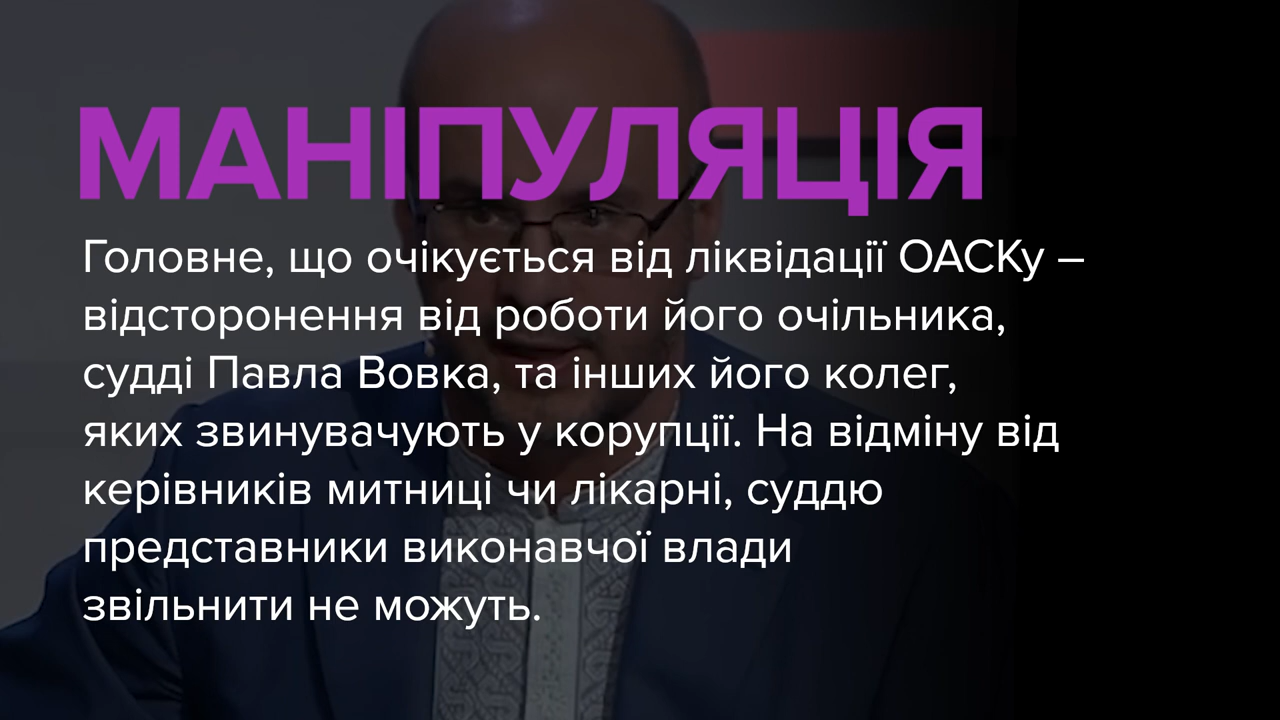 МАНІПУЛЯЦІЯ
Головне, що очікується від ліквідації ОАСКу –
відсторонення від роботи його очільника,
судді Павла Вовка, та інших його колег,
яких звинувачують у корупції. На відміну від
керівників митниці чи лікарні, суддю
представники виконавчої влади
звільнити не можуть.